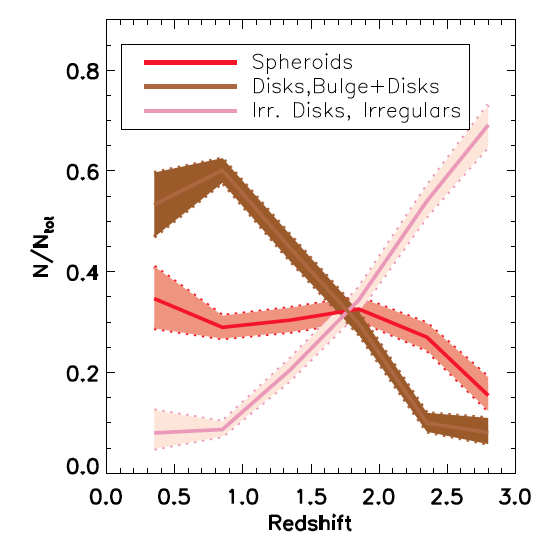 Spheroids
Disks,Bulge+Disks
Irr. Disks, Irregulars
0.8
0.6
0.4
0.2
0.0
N/Ntot
0.0 0.5 1.0 1.5 2.0 2.5 3.0
Redshift